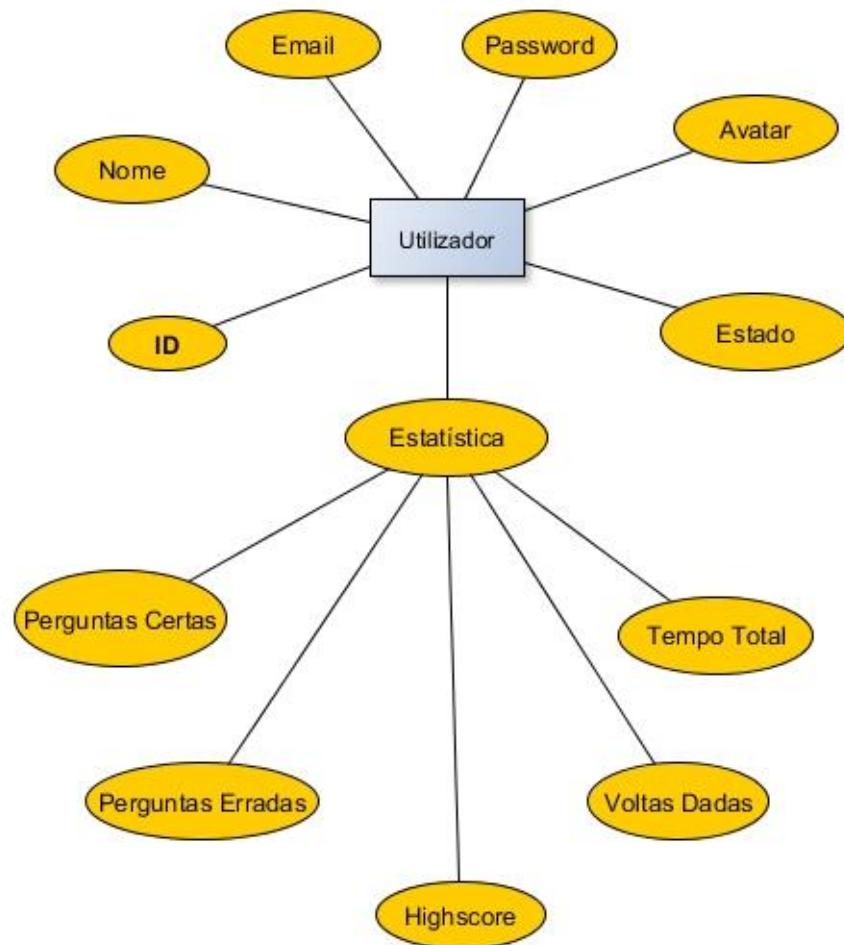 Email
Password
Avatar
Nome
Utilizador
ID
Estado
Estatística
Perguntas Certas
Tempo Total
Perguntas Erradas
Voltas Dadas
Highscore